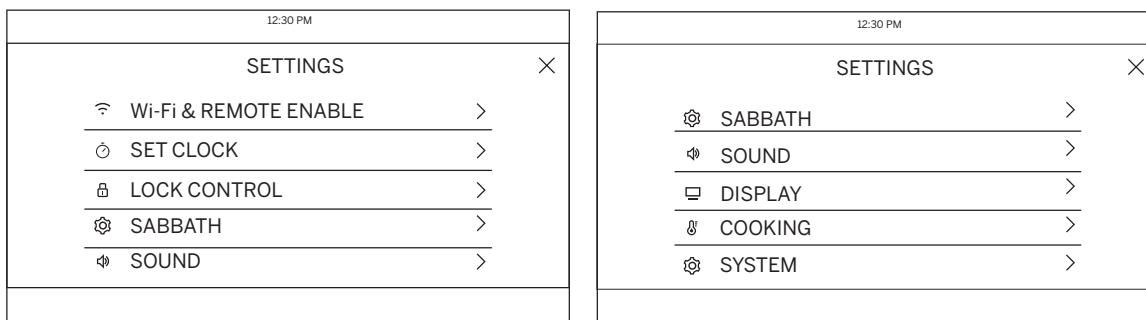 12:30 PM
SETTINGS
Wi-Fi & REMOTE ENABLE
SET CLOCK
LOCK CONTROL
SABBATH
SOUND
12:30 PM
SETTINGS
SABBATH
SOUND
DISPLAY
COOKING
SYSTEM